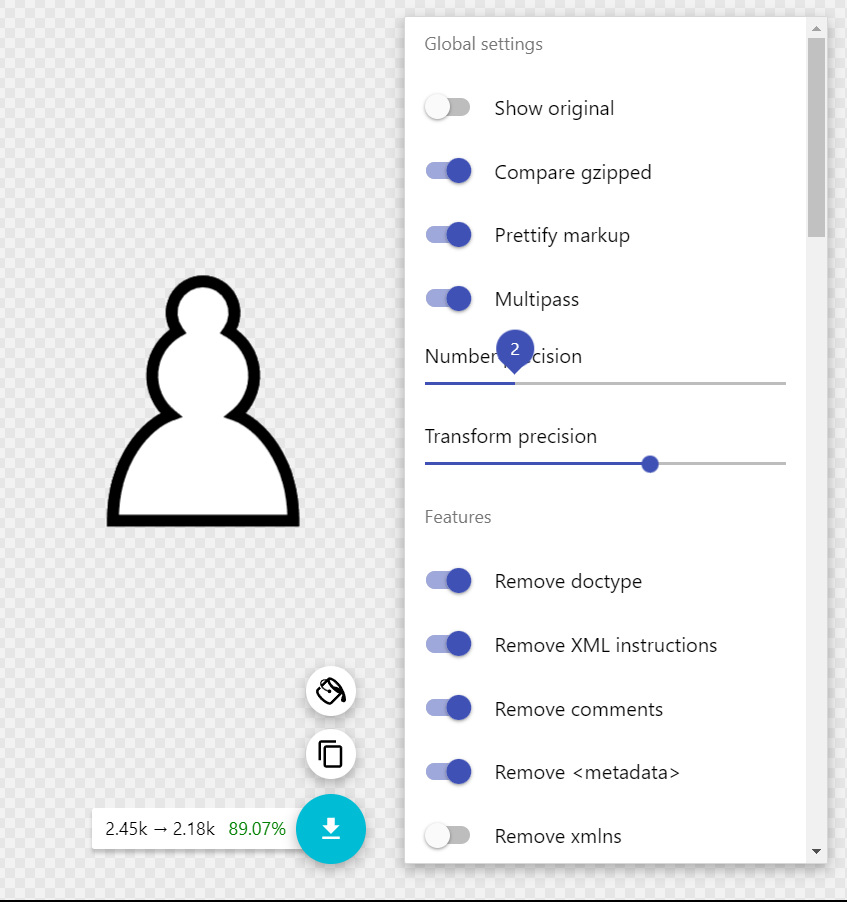 Global settings
Show original
Compare gzipped
Prettify markup
Multipass
2
Number cision
Transform precision
Features
Remove doctype
Remove XML instructions
Remove comments
Remove <metadata>
Remove xmlns
2.45k → 2.18k 89.07%